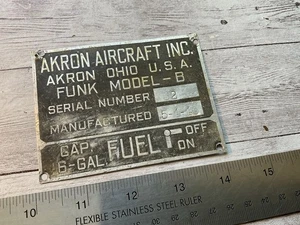 AKRON AIRCRAFT INC.
AKRON OHIO U.S.A.
FUNK MODEL-B
SERIAL NUMBER 3
MANUFACTURED
CAP. FUEL OFF
6-GAL. ON
10 11 12 13 14 15
FLEXIBLE STAINLESS STEEL RULER